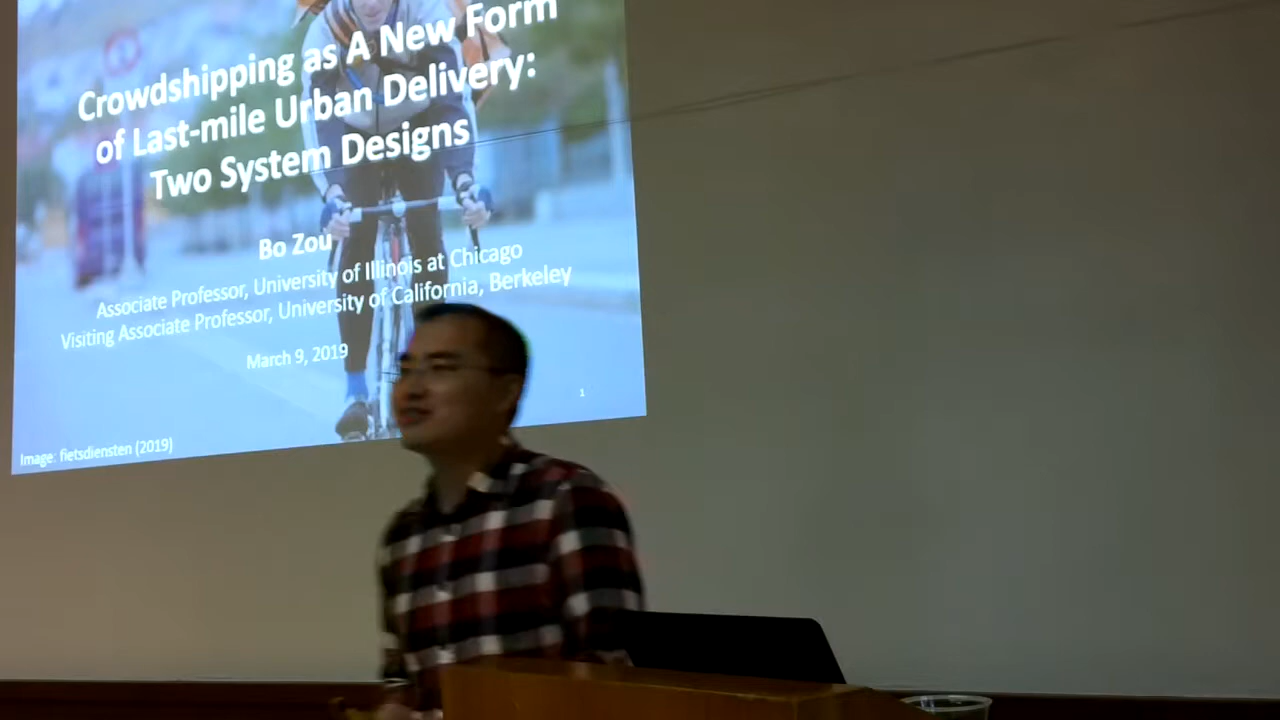 Crowdshipping as A New Form
of Last-mile Urban Delivery:
Two System Designs
Bo Zou
Associate Professor, University of Illinois at Chicago
Visiting Associate Professor, University of California, Berkeley
March 9, 2019
1
Image: fietsdiensten (2019)